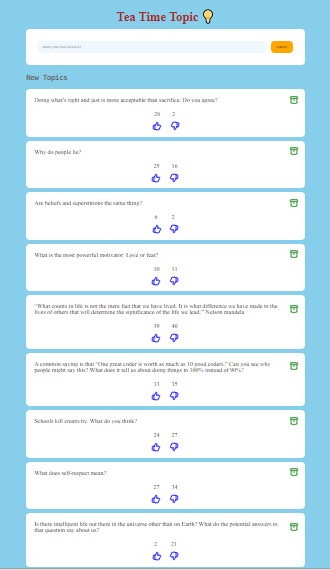 Tea Time Topic
Submit
New Topics
Doing what's right and just is more acceptable than sacrifice. Do you agree?
28 2
Why do people lie?
25 16
Are beliefs and superstitions the same thing?
6 2
What is the most powerful motivator: Love or fear?
10 11
"What counts in life is not the mere fact that we have lived. It is what difference we have made to the
lives of others that will determine the significance of the life we lead." Nelson mandela
39 40
A common saying is that "One great coder is worth as much as 10 good coders." Can you see why
people might say this? What does it tell us about doing things to 100% instead of 90%?
33 35
Schools kill creativity. What do you think?
24 27
What does self-respect mean?
27 34
Is there intelligent life out there in the universe other than on Earth? What do the potential answers to
that question say about us?
2 21